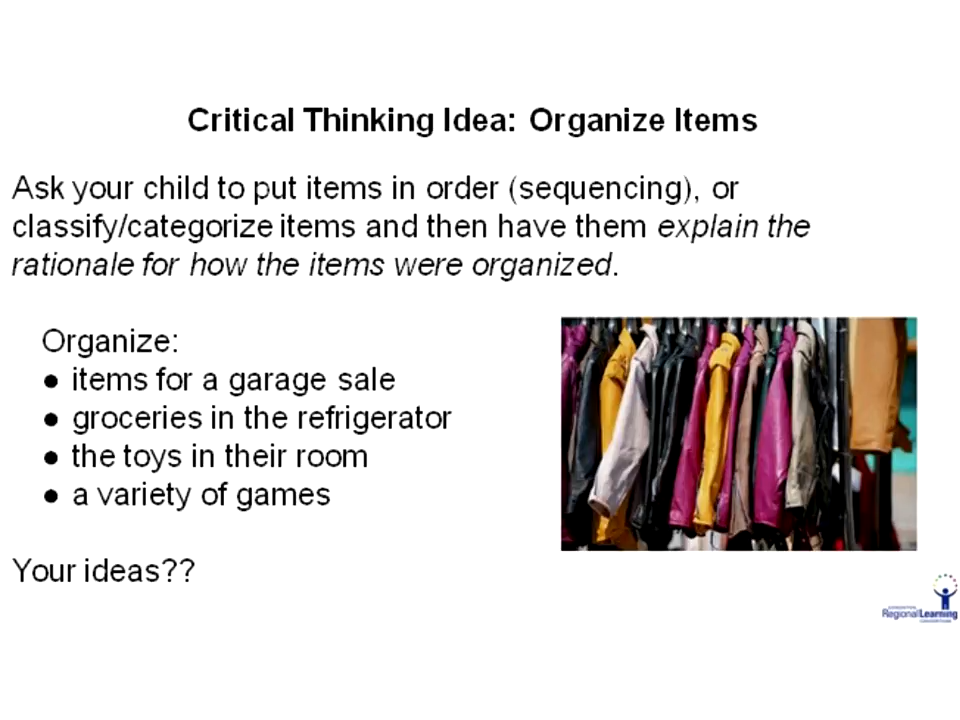 Critical Thinking Idea: Organize Items
Ask your child to put items in order (sequencing), or
classify/categorize items and then have them explain the
rationale for how the items were organized.
Organize:
● items for a garage sale
● groceries in the refrigerator
● the toys in their room
● a variety of games
Your ideas??
Regional Learning